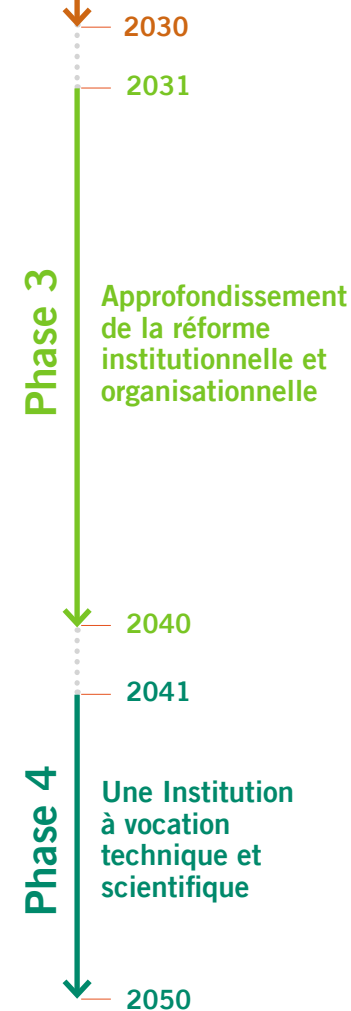 2030
2031
Phase 3
Approfondissement
de la réforme
institutionnelle et
organisationnelle
2040
2041
Phase 4
Une Institution
à vocation
technique et
scientifique
2050